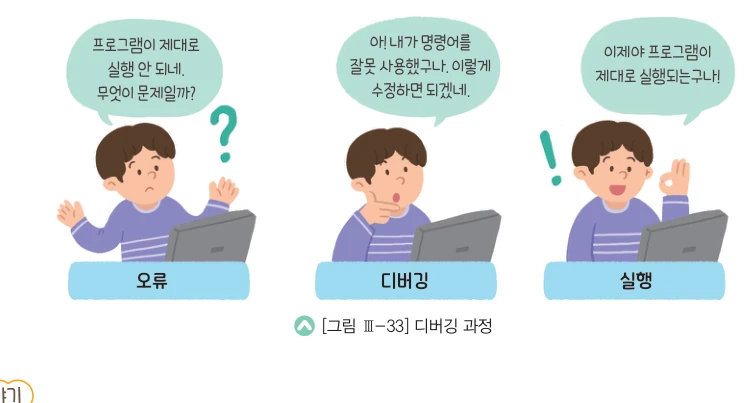 프로그램이 제대로
실행 안 되네.
무엇이 문제일까?
?
오류
아! 내가 명령어를
잘못 사용했구나. 이렇게
수정하면 되겠네.
디버깅
이제야 프로그램이
제대로 실행되는구나!
!
실행
[그림 Ⅲ-33] 디버깅 과정